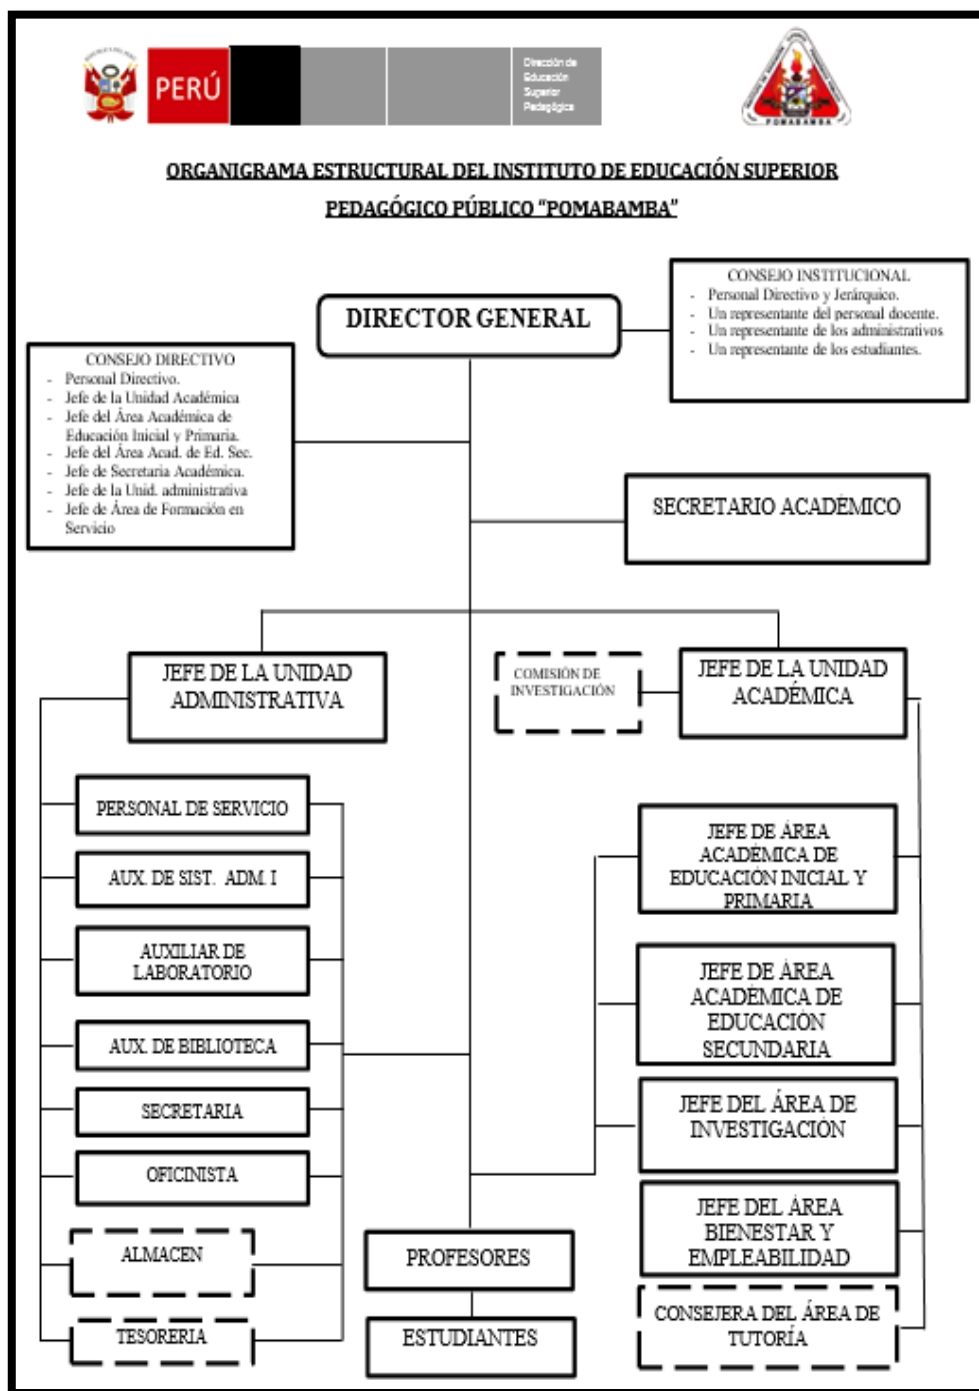 PERÚ
Dirección de
Educación
Superior
Pedagógica
POMABAMBA
ORGANIGRAMA ESTRUCTURAL DEL INSTITUTO DE EDUCACIÓN SUPERIOR
PEDAGÓGICO PÚBLICO “POMABAMBA”
CONSEJO INSTITUCIONAL
- Personal Directivo y Jerárquico.
- Un representante del personal docente.
- Un representante de los administrativos
- Un representante de los estudiantes.
DIRECTOR GENERAL
CONSEJO DIRECTIVO
- Personal Directivo.
- Jefe de la Unidad Académica
- Jefe del Área Académica de
Educación Inicial y Primaria.
- Jefe del Área Acad. de Ed. Sec.
- Jefe de Secretaria Académica.
- Jefe de la Unid. administrativa
- Jefe de Área de Formación en
Servicio
SECRETARIO ACADÉMICO
JEFE DE LA UNIDAD
ADMINISTRATIVA
COMISIÓN DE
INVESTIGACIÓN
JEFE DE LA UNIDAD
ACADÉMICA
PERSONAL DE SERVICIO
AUX. DE SIST. ADM. I
AUXILIAR DE
LABORATORIO
AUX. DE BIBLIOTECA
SECRETARIA
OFICINISTA
ALMACEN
TESORERIA
JEFE DE ÁREA
ACADÉMICA DE
EDUCACIÓN INICIAL Y
PRIMARIA
JEFE DE ÁREA
ACADÉMICA DE
EDUCACIÓN
SECUNDARIA
JEFE DEL ÁREA DE
INVESTIGACIÓN
JEFE DEL ÁREA
BIENESTAR Y
EMPLEABILIDAD
CONSEJERA DEL ÁREA DE
TUTORÍA
PROFESORES
ESTUDIANTES